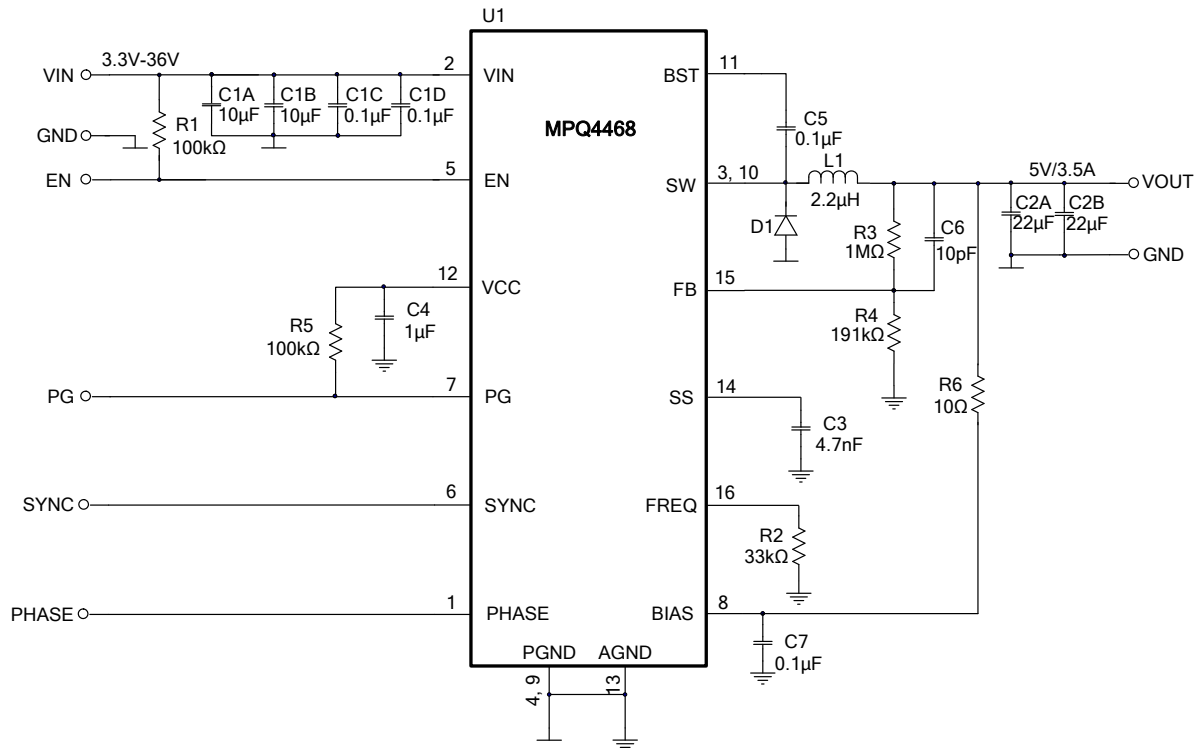 U1
MPQ4468
3.3V-36V
VIN
2
VIN
C1A
10µF
C1B
10µF
C1C
0.1µF
C1D
0.1µF
GND
R1
100kΩ
EN
5
EN
12
VCC
C4
1µF
R5
100kΩ
PG
7
PG
SYNC
6
SYNC
PHASE
1
PHASE
PGND
AGND
4, 9
13
BST
11
C5
0.1µF
SW
3, 10
L1
2.2µH
D1
R3
1MΩ
C6
10pF
5V/3.5A
VOUT
C2A
22µF
C2B
22µF
GND
FB
15
R4
191kΩ
R6
10Ω
SS
14
C3
4.7nF
FREQ
16
R2
33kΩ
BIAS
8
C7
0.1µF